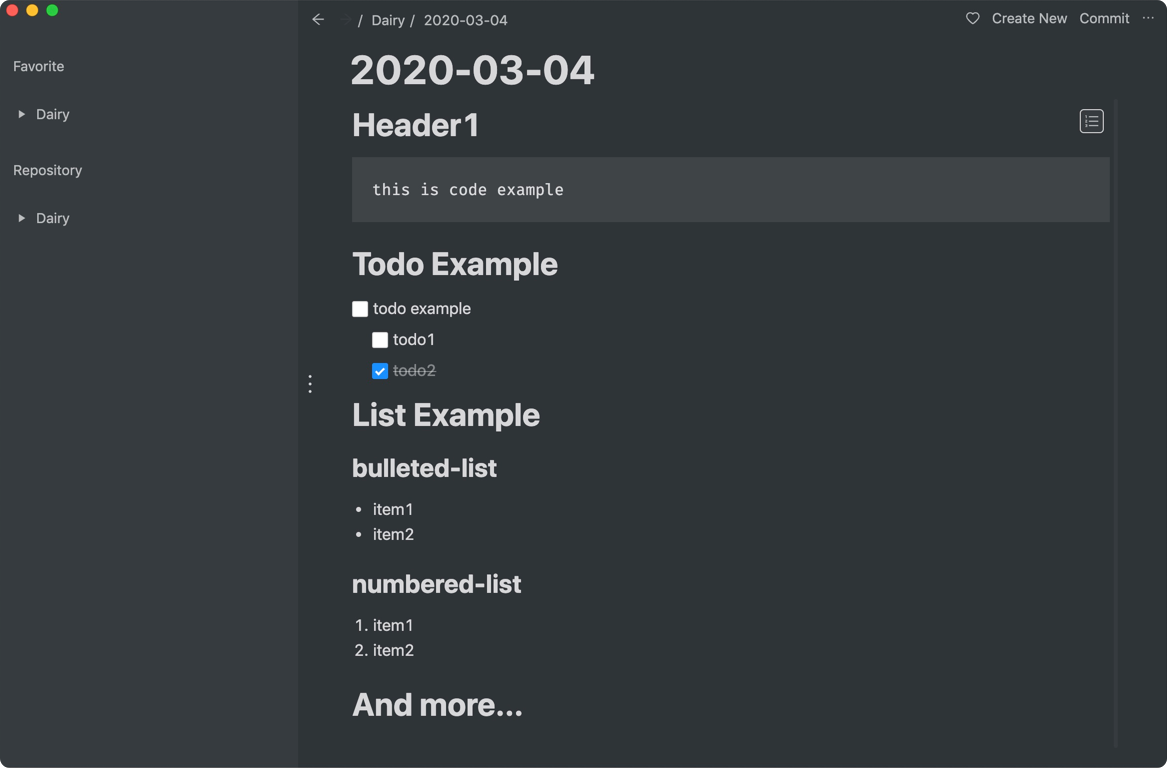 Favorite
Dairy
Repository
Dairy
/ Dairy / 2020-03-04
Create New Commit ...
2020-03-04
Header1
this is code example
Todo Example
todo example
todo1
todo2
List Example
bulleted-list
• item1
• item2
numbered-list
1. item1
2. item2
And more...